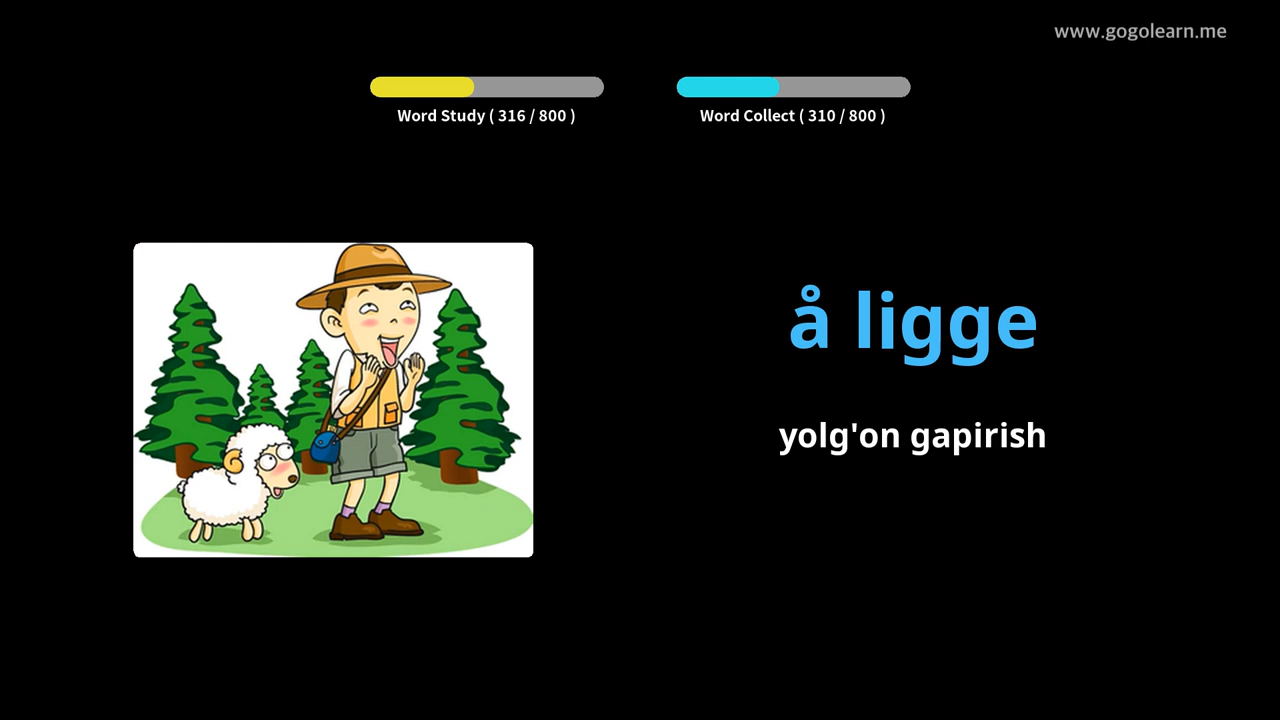 www.gogolearn.me
Word Study ( 316 / 800 )
Word Collect ( 310 / 800 )
å ligge
yolg'on gapirish